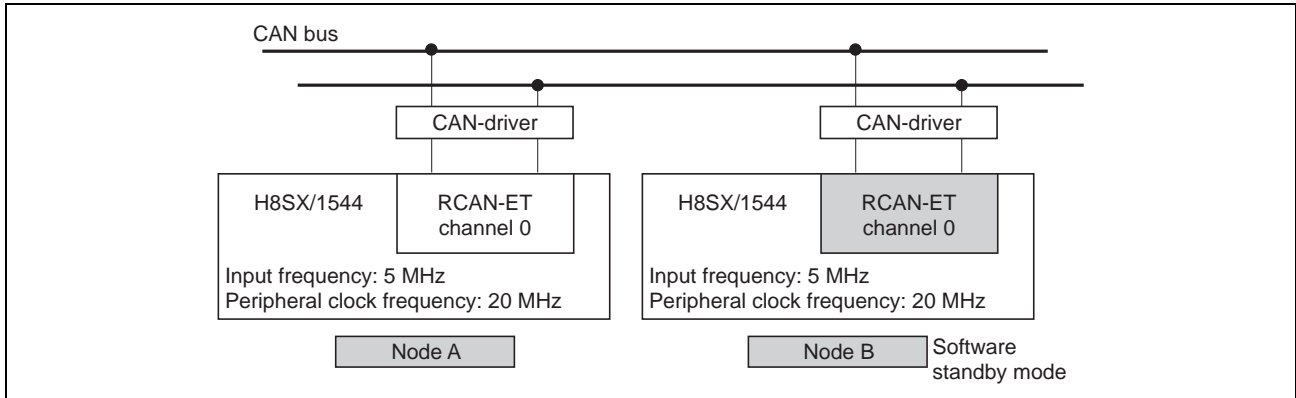 CAN bus
CAN-driver
CAN-driver
H8SX/1544
RCAN-ET
channel 0
H8SX/1544
RCAN-ET
channel 0
Input frequency: 5 MHz
Peripheral clock frequency: 20 MHz
Input frequency: 5 MHz
Peripheral clock frequency: 20 MHz
Node A
Node B
Software
standby mode